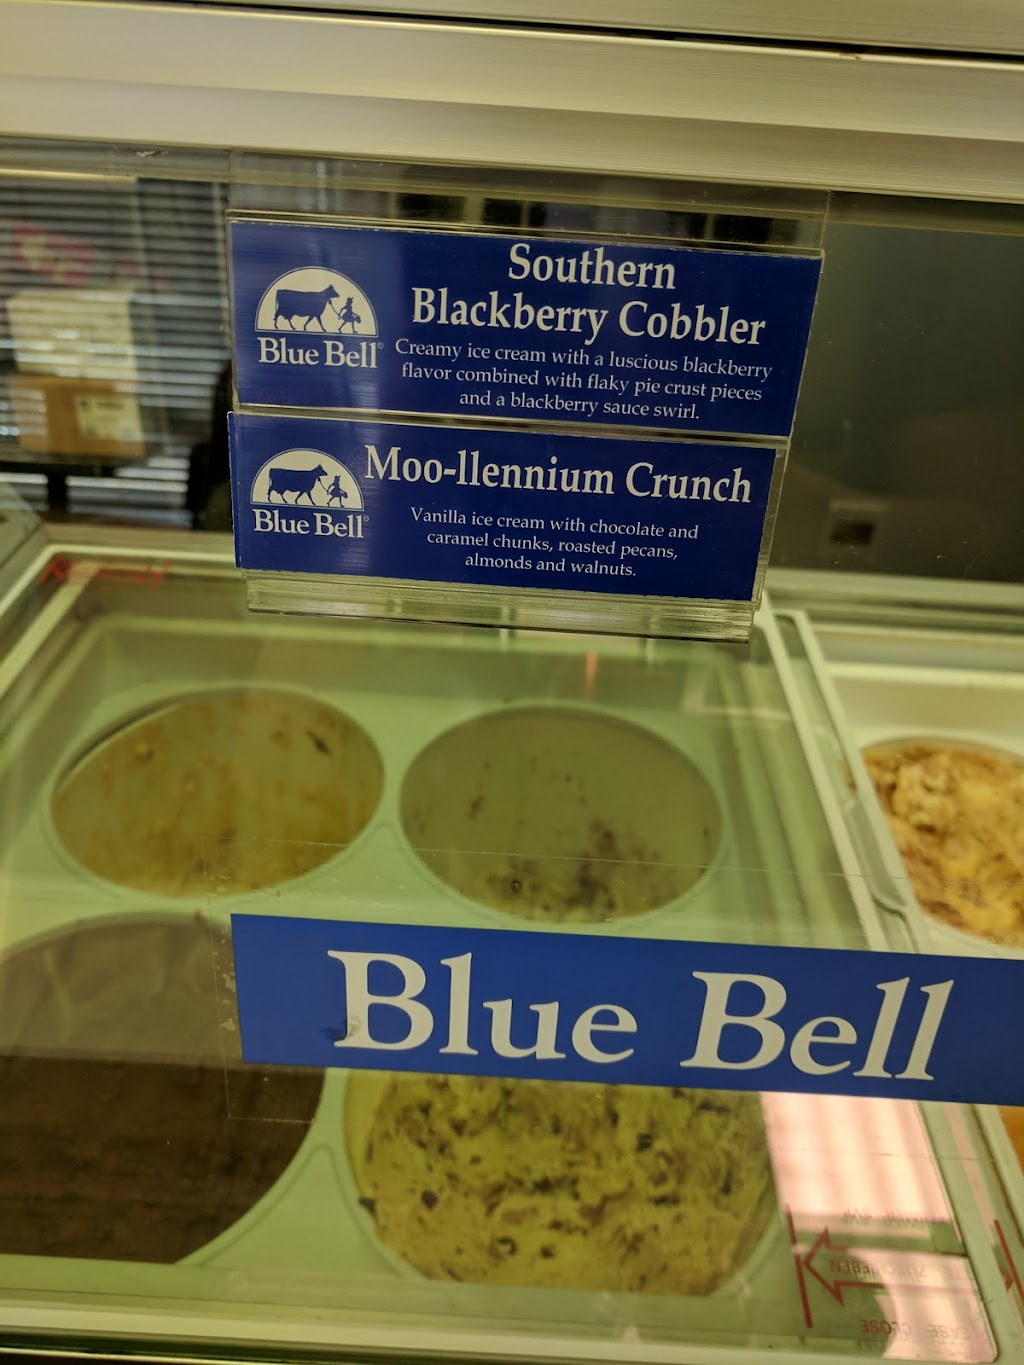 Southern
Blackberry Cobbler
Blue Bell®
Creamy ice cream with a luscious blackberry
flavor combined with flaky pie crust pieces
and a blackberry sauce swirl.
Moo-llennium Crunch
Blue Bell®
Vanilla ice cream with chocolate and
caramel chunks, roasted pecans,
almonds and walnuts.
Blue Bell
CLOSE